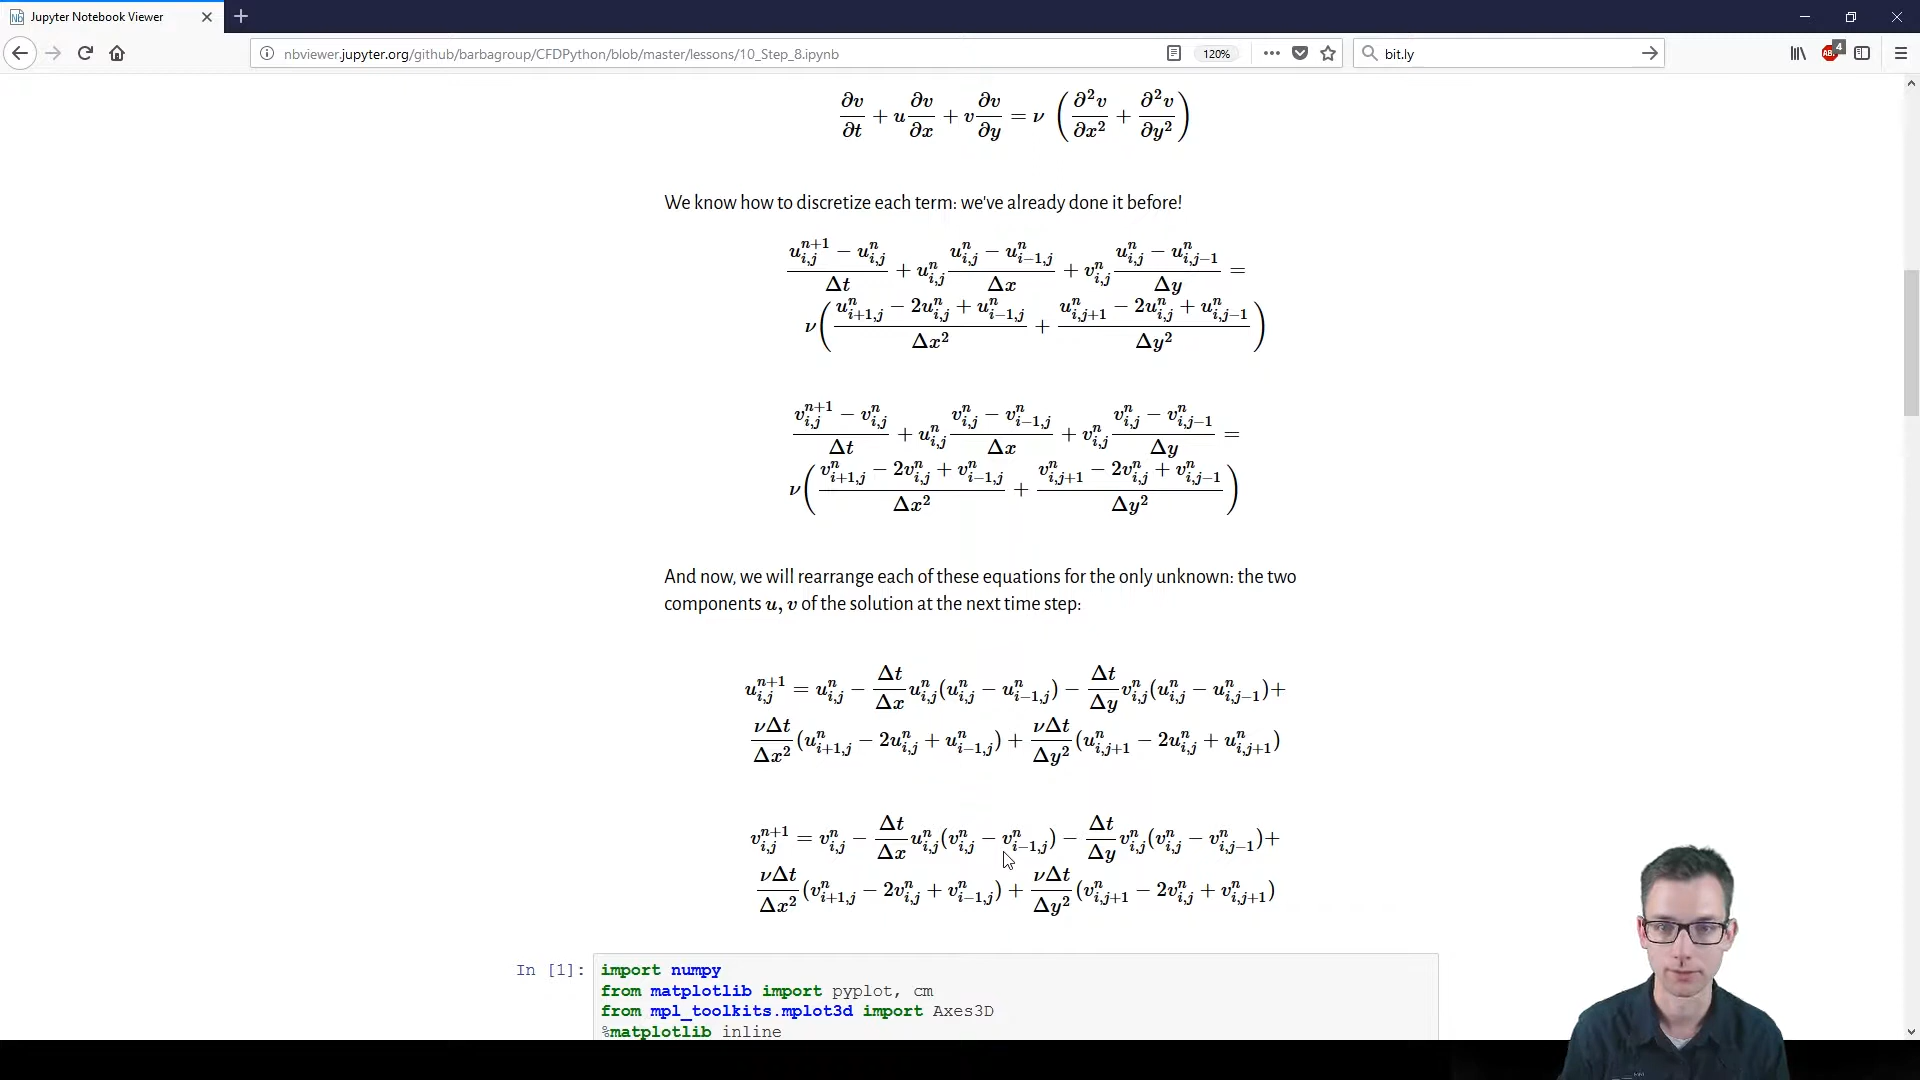 Jupyter Notebook Viewer
nbviewer.jupyter.org/github/barbagroup/CFDPython/blob/master/lessons/10_Step_8.ipynb
120%
bit.ly
4
∂v/∂t + u ∂v/∂x + v ∂v/∂y = ν (∂²v/∂x² + ∂²v/∂y²)
We know how to discretize each term: we've already done it before!
(u_{i,j}^{n+1} − u_{i,j}^n)/Δt + u_{i,j}^n (u_{i,j}^n − u_{i−1,j}^n)/Δx + v_{i,j}^n (u_{i,j}^n − u_{i,j−1}^n)/Δy =
ν( (u_{i+1,j}^n − 2u_{i,j}^n + u_{i−1,j}^n)/Δx² + (u_{i,j+1}^n − 2u_{i,j}^n + u_{i,j−1}^n)/Δy² )
(v_{i,j}^{n+1} − v_{i,j}^n)/Δt + u_{i,j}^n (v_{i,j}^n − v_{i−1,j}^n)/Δx + v_{i,j}^n (v_{i,j}^n − v_{i,j−1}^n)/Δy =
ν( (v_{i+1,j}^n − 2v_{i,j}^n + v_{i−1,j}^n)/Δx² + (v_{i,j+1}^n − 2v_{i,j}^n + v_{i,j−1}^n)/Δy² )
And now, we will rearrange each of these equations for the only unknown: the two
components u, v of the solution at the next time step:
u_{i,j}^{n+1} = u_{i,j}^n − Δt/Δx u_{i,j}^n (u_{i,j}^n − u_{i−1,j}^n) − Δt/Δy v_{i,j}^n (u_{i,j}^n − u_{i,j−1}^n)+
νΔt/Δx² (u_{i+1,j}^n − 2u_{i,j}^n + u_{i−1,j}^n) + νΔt/Δy² (u_{i,j+1}^n − 2u_{i,j}^n + u_{i,j+1}^n)
v_{i,j}^{n+1} = v_{i,j}^n − Δt/Δx u_{i,j}^n (v_{i,j}^n − v_{i−1,j}^n) − Δt/Δy v_{i,j}^n (v_{i,j}^n − v_{i,j−1}^n)+
νΔt/Δx² (v_{i+1,j}^n − 2v_{i,j}^n + v_{i−1,j}^n) + νΔt/Δy² (v_{i,j+1}^n − 2v_{i,j}^n + v_{i,j+1}^n)
In [1]: import numpy
from matplotlib import pyplot, cm
from mpl_toolkits.mplot3d import Axes3D
%matplotlib inline